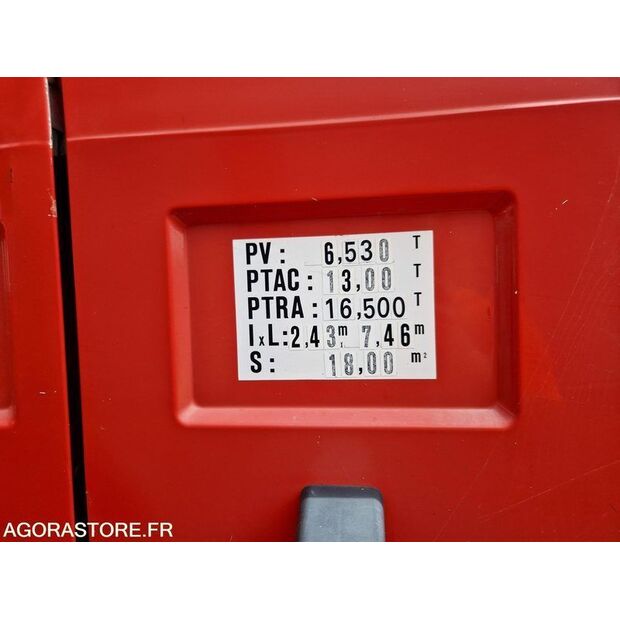 PV: 6,530 T
PTAC: 13,00 T
PTRA: 16,500 T
IxL: 2,43m, 7,46m
S: 18,00 m²
AGORASTORE.FR